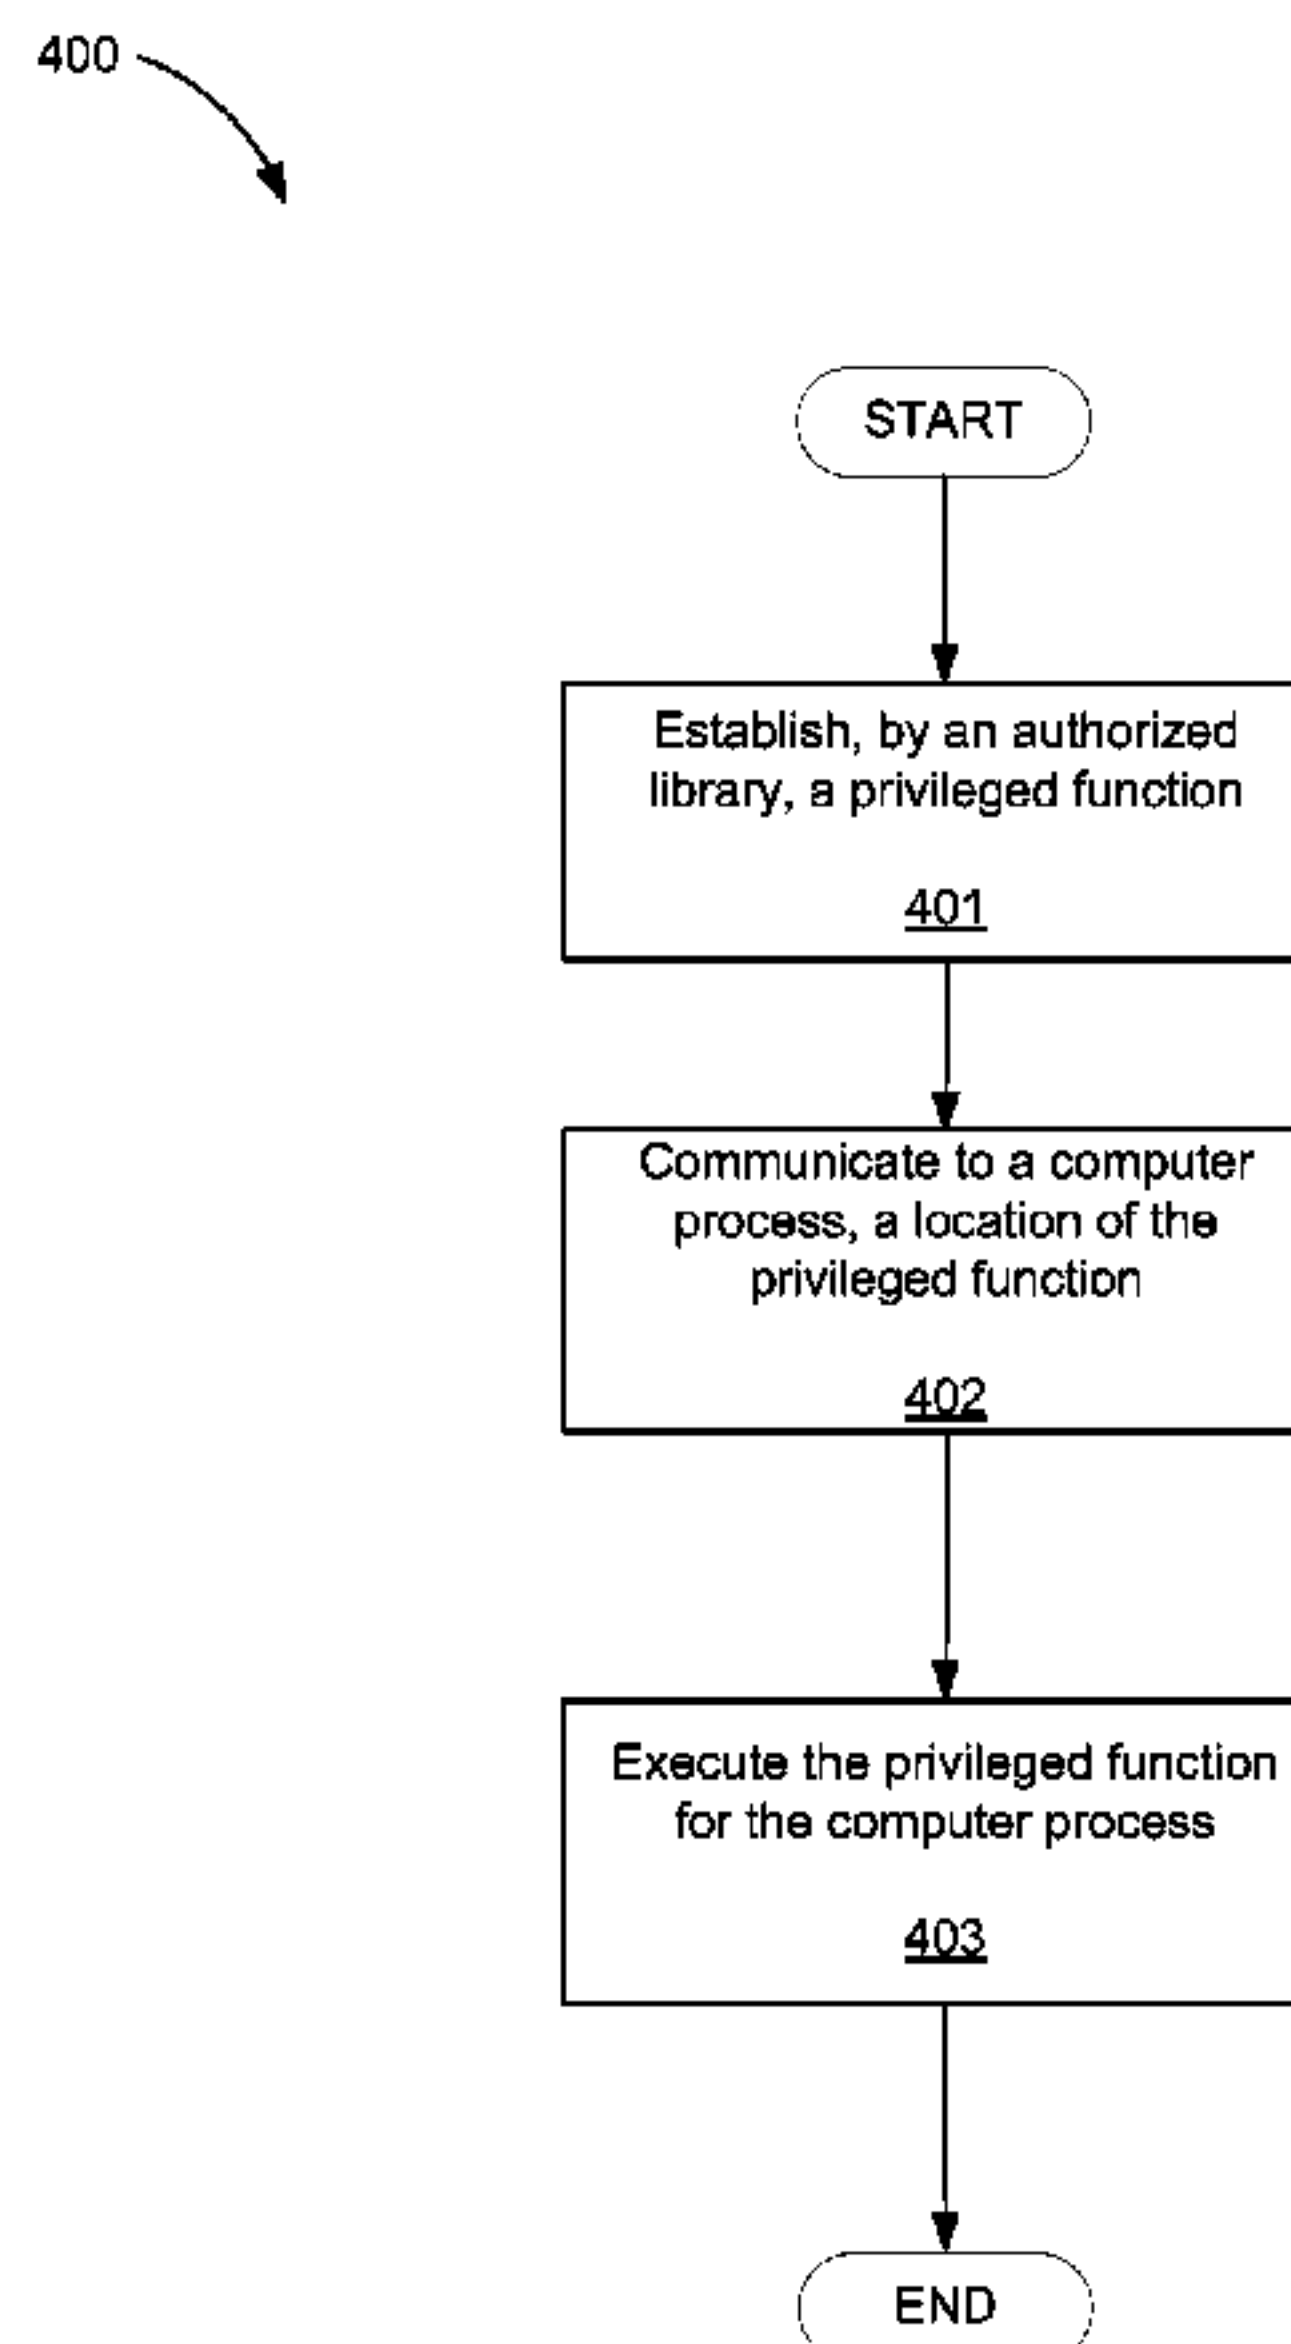 400
START
Establish, by an authorized
library, a privileged function
401
Communicate to a computer
process, a location of the
privileged function
402
Execute the privileged function
for the computer process
403
END